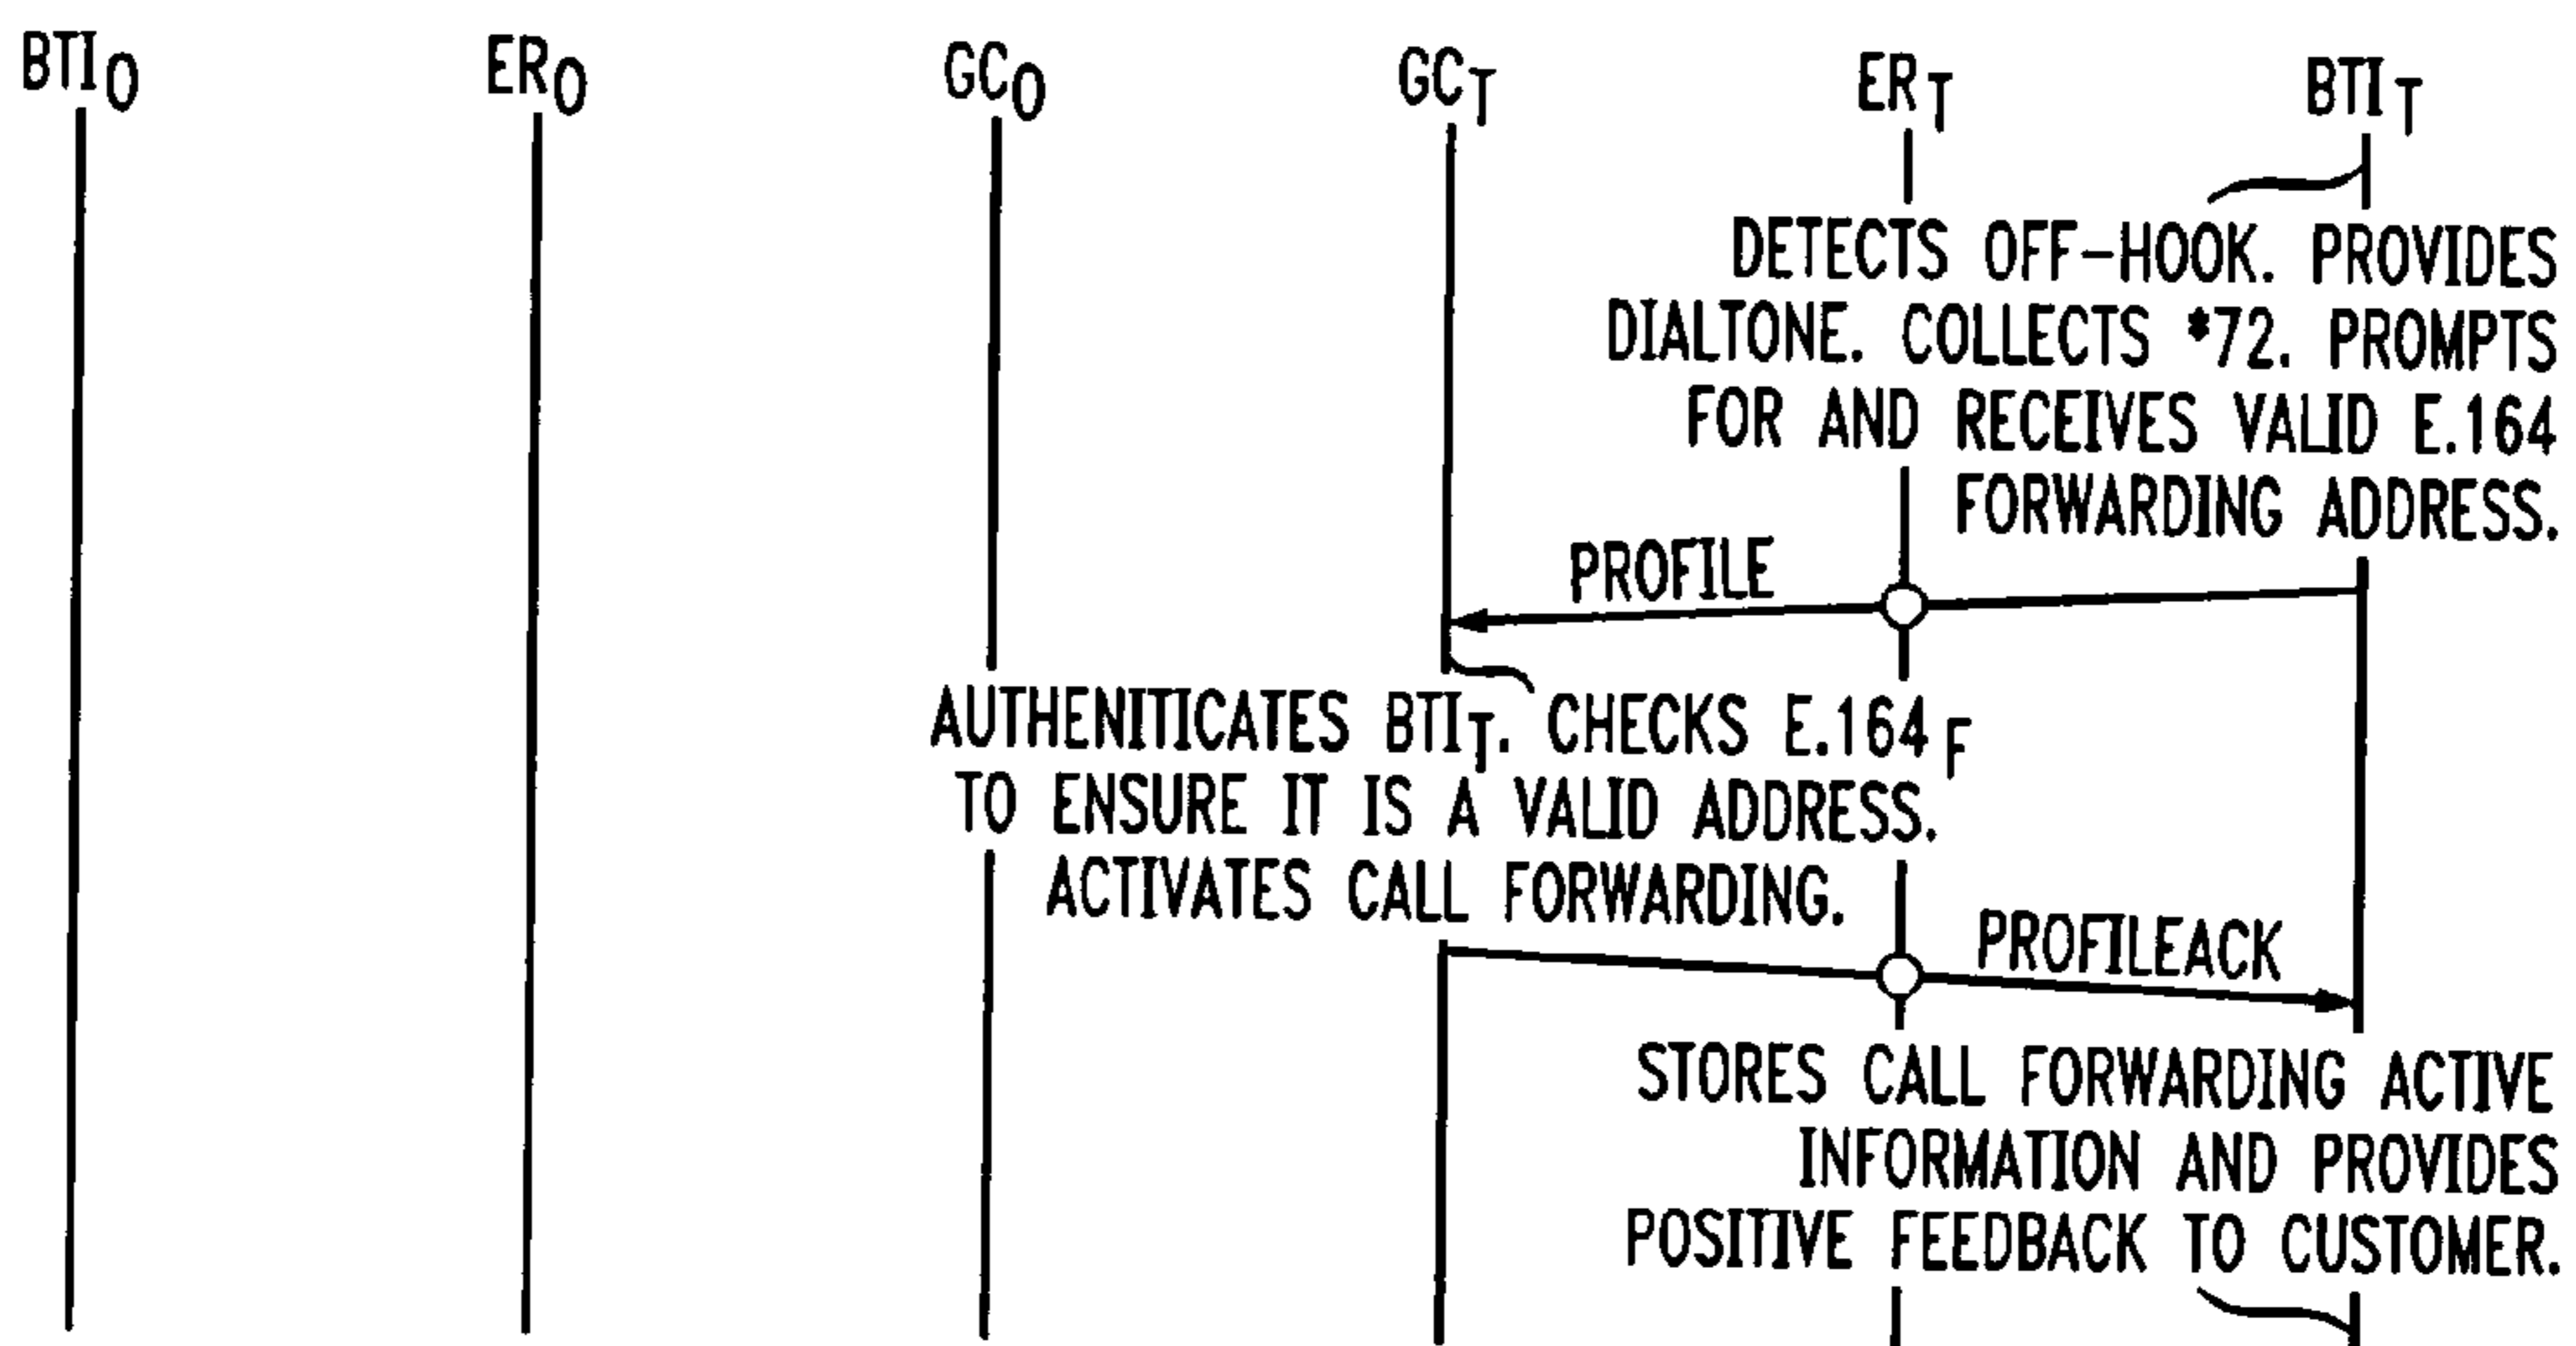 BTIO ERO GCO GCT ERT BTIT
DETECTS OFF-HOOK. PROVIDES
DIALTONE. COLLECTS *72. PROMPTS
FOR AND RECEIVES VALID E.164
FORWARDING ADDRESS.
PROFILE
AUTHENITICATES BTIT. CHECKS E.164F
TO ENSURE IT IS A VALID ADDRESS.
ACTIVATES CALL FORWARDING.
PROFILEACK
STORES CALL FORWARDING ACTIVE
INFORMATION AND PROVIDES
POSITIVE FEEDBACK TO CUSTOMER.